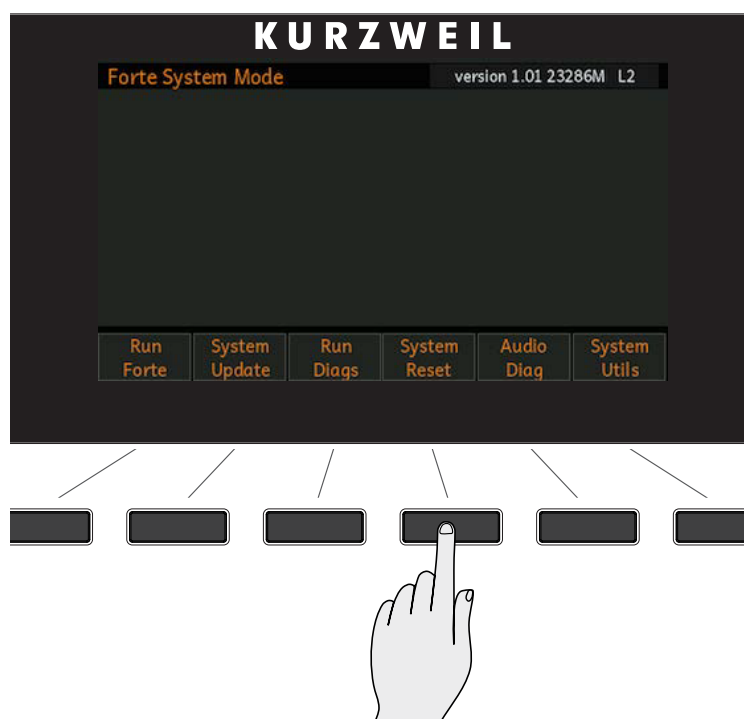 KURZWEIL
Forte System Mode version 1.01 23286M L2
Run System Run System Audio System
Forte Update Diags Reset Diag Utils